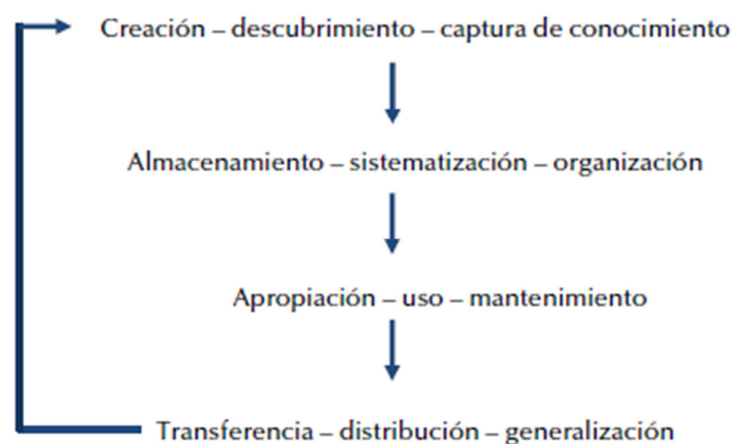 Creación – descubrimiento – captura de conocimiento
Almacenamiento – sistematización – organización
Apropiación – uso – mantenimiento
Transferencia – distribución – generalización